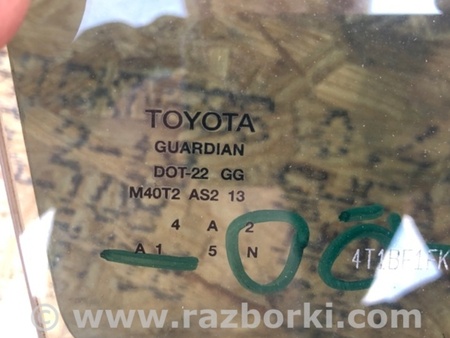 TOYOTA
GUARDIAN
DOT-22 GG
M40T2 AS2 13
4 A 2
A 1 5 N
4T1BF1FK
www.razborki.com